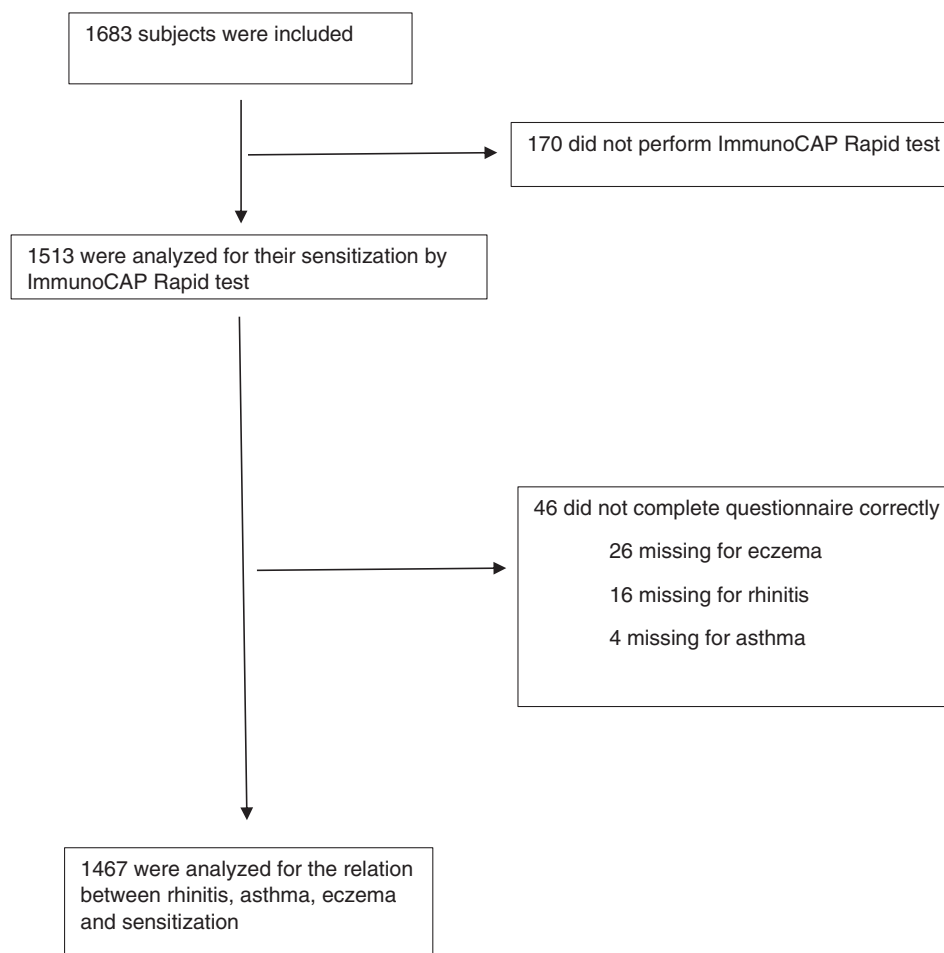 1683 subjects were included
170 did not perform ImmunoCAP Rapid test
1513 were analyzed for their sensitization by
ImmunoCAP Rapid test
46 did not complete questionnaire correctly
26 missing for eczema
16 missing for rhinitis
4 missing for asthma
1467 were analyzed for the relation
between rhinitis, asthma, eczema
and sensitization